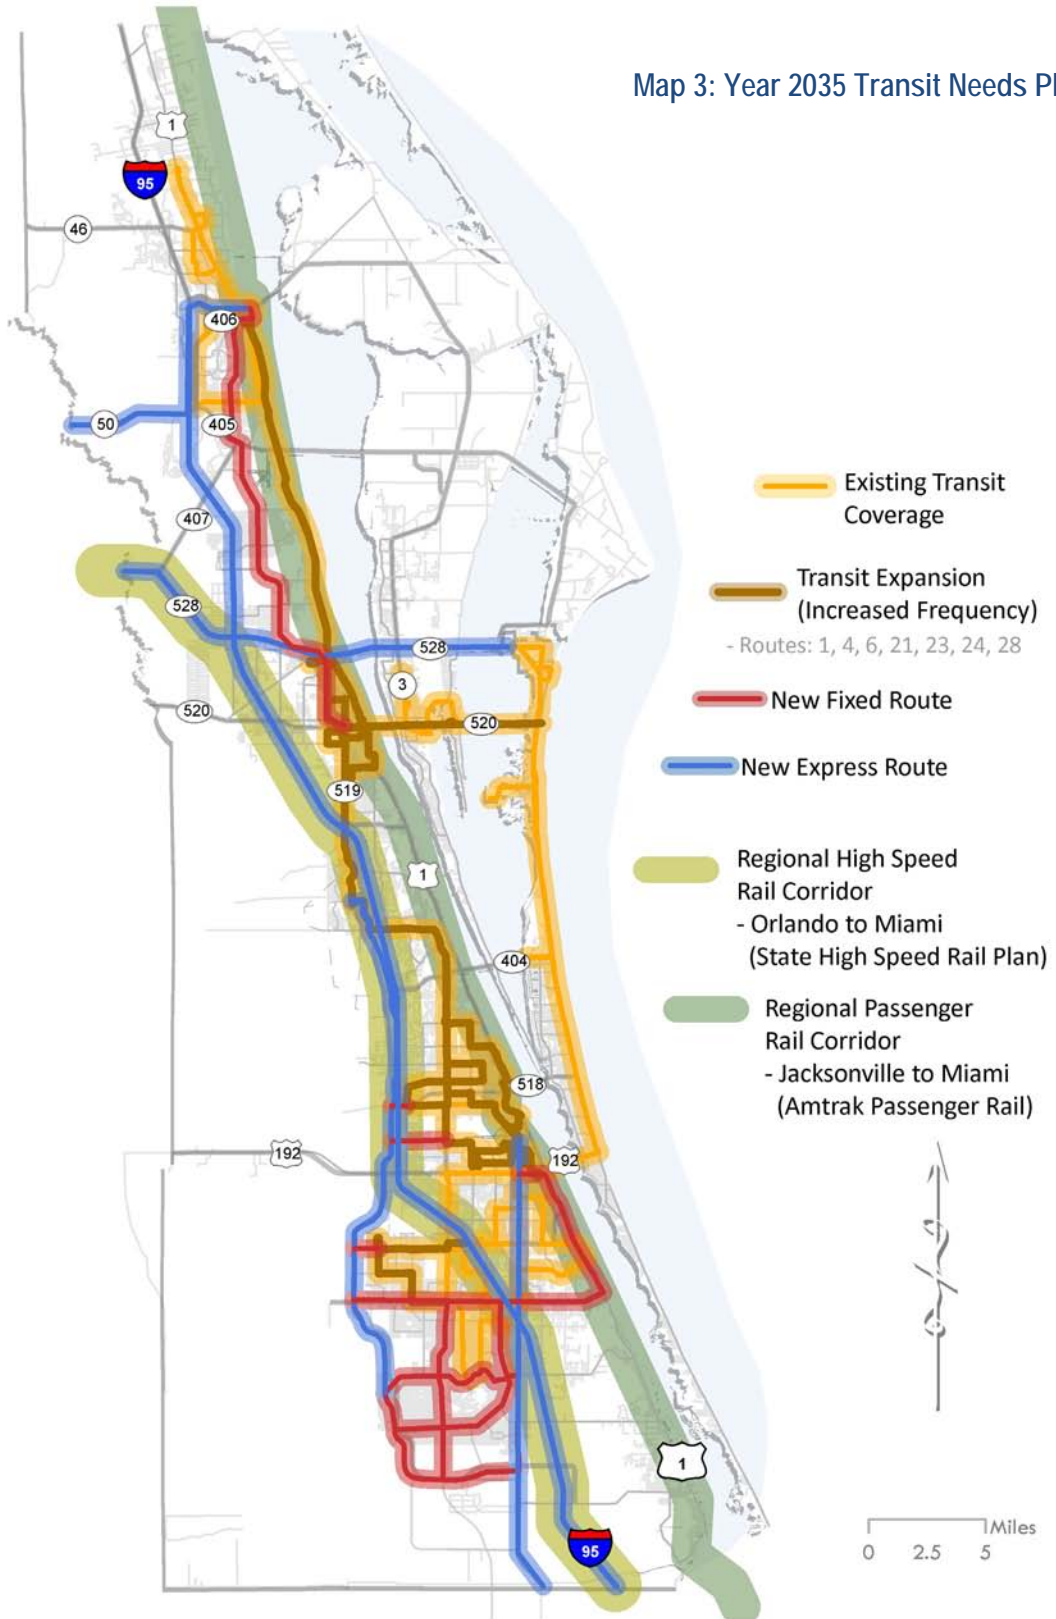 Map 3: Year 2035 Transit Needs Pl
1
95
46
406
50
405
407
528
528
3
520
520
519
1
404
518
192
192
1
95
Existing Transit
Coverage
Transit Expansion
(Increased Frequency)
- Routes: 1, 4, 6, 21, 23, 24, 28
New Fixed Route
New Express Route
Regional High Speed
Rail Corridor
- Orlando to Miami
(State High Speed Rail Plan)
Regional Passenger
Rail Corridor
- Jacksonville to Miami
(Amtrak Passenger Rail)
Miles
0 2.5 5